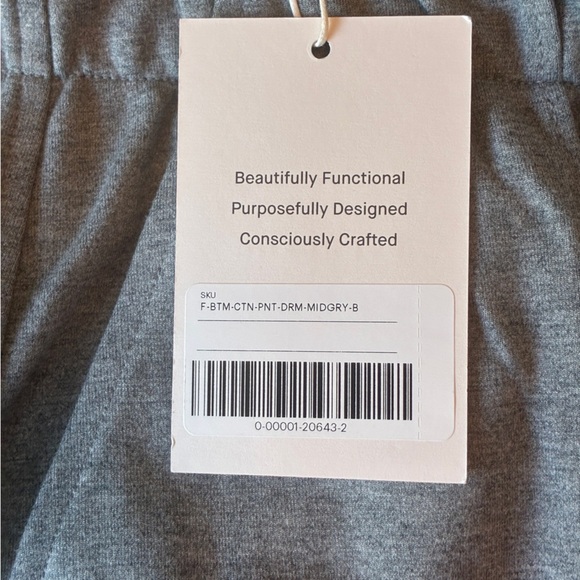 Beautifully Functional
Purposefully Designed
Consciously Crafted
SKU
F-BTM-CTN-PNT-DRM-MIDGRY-B
0-00001-20643-2